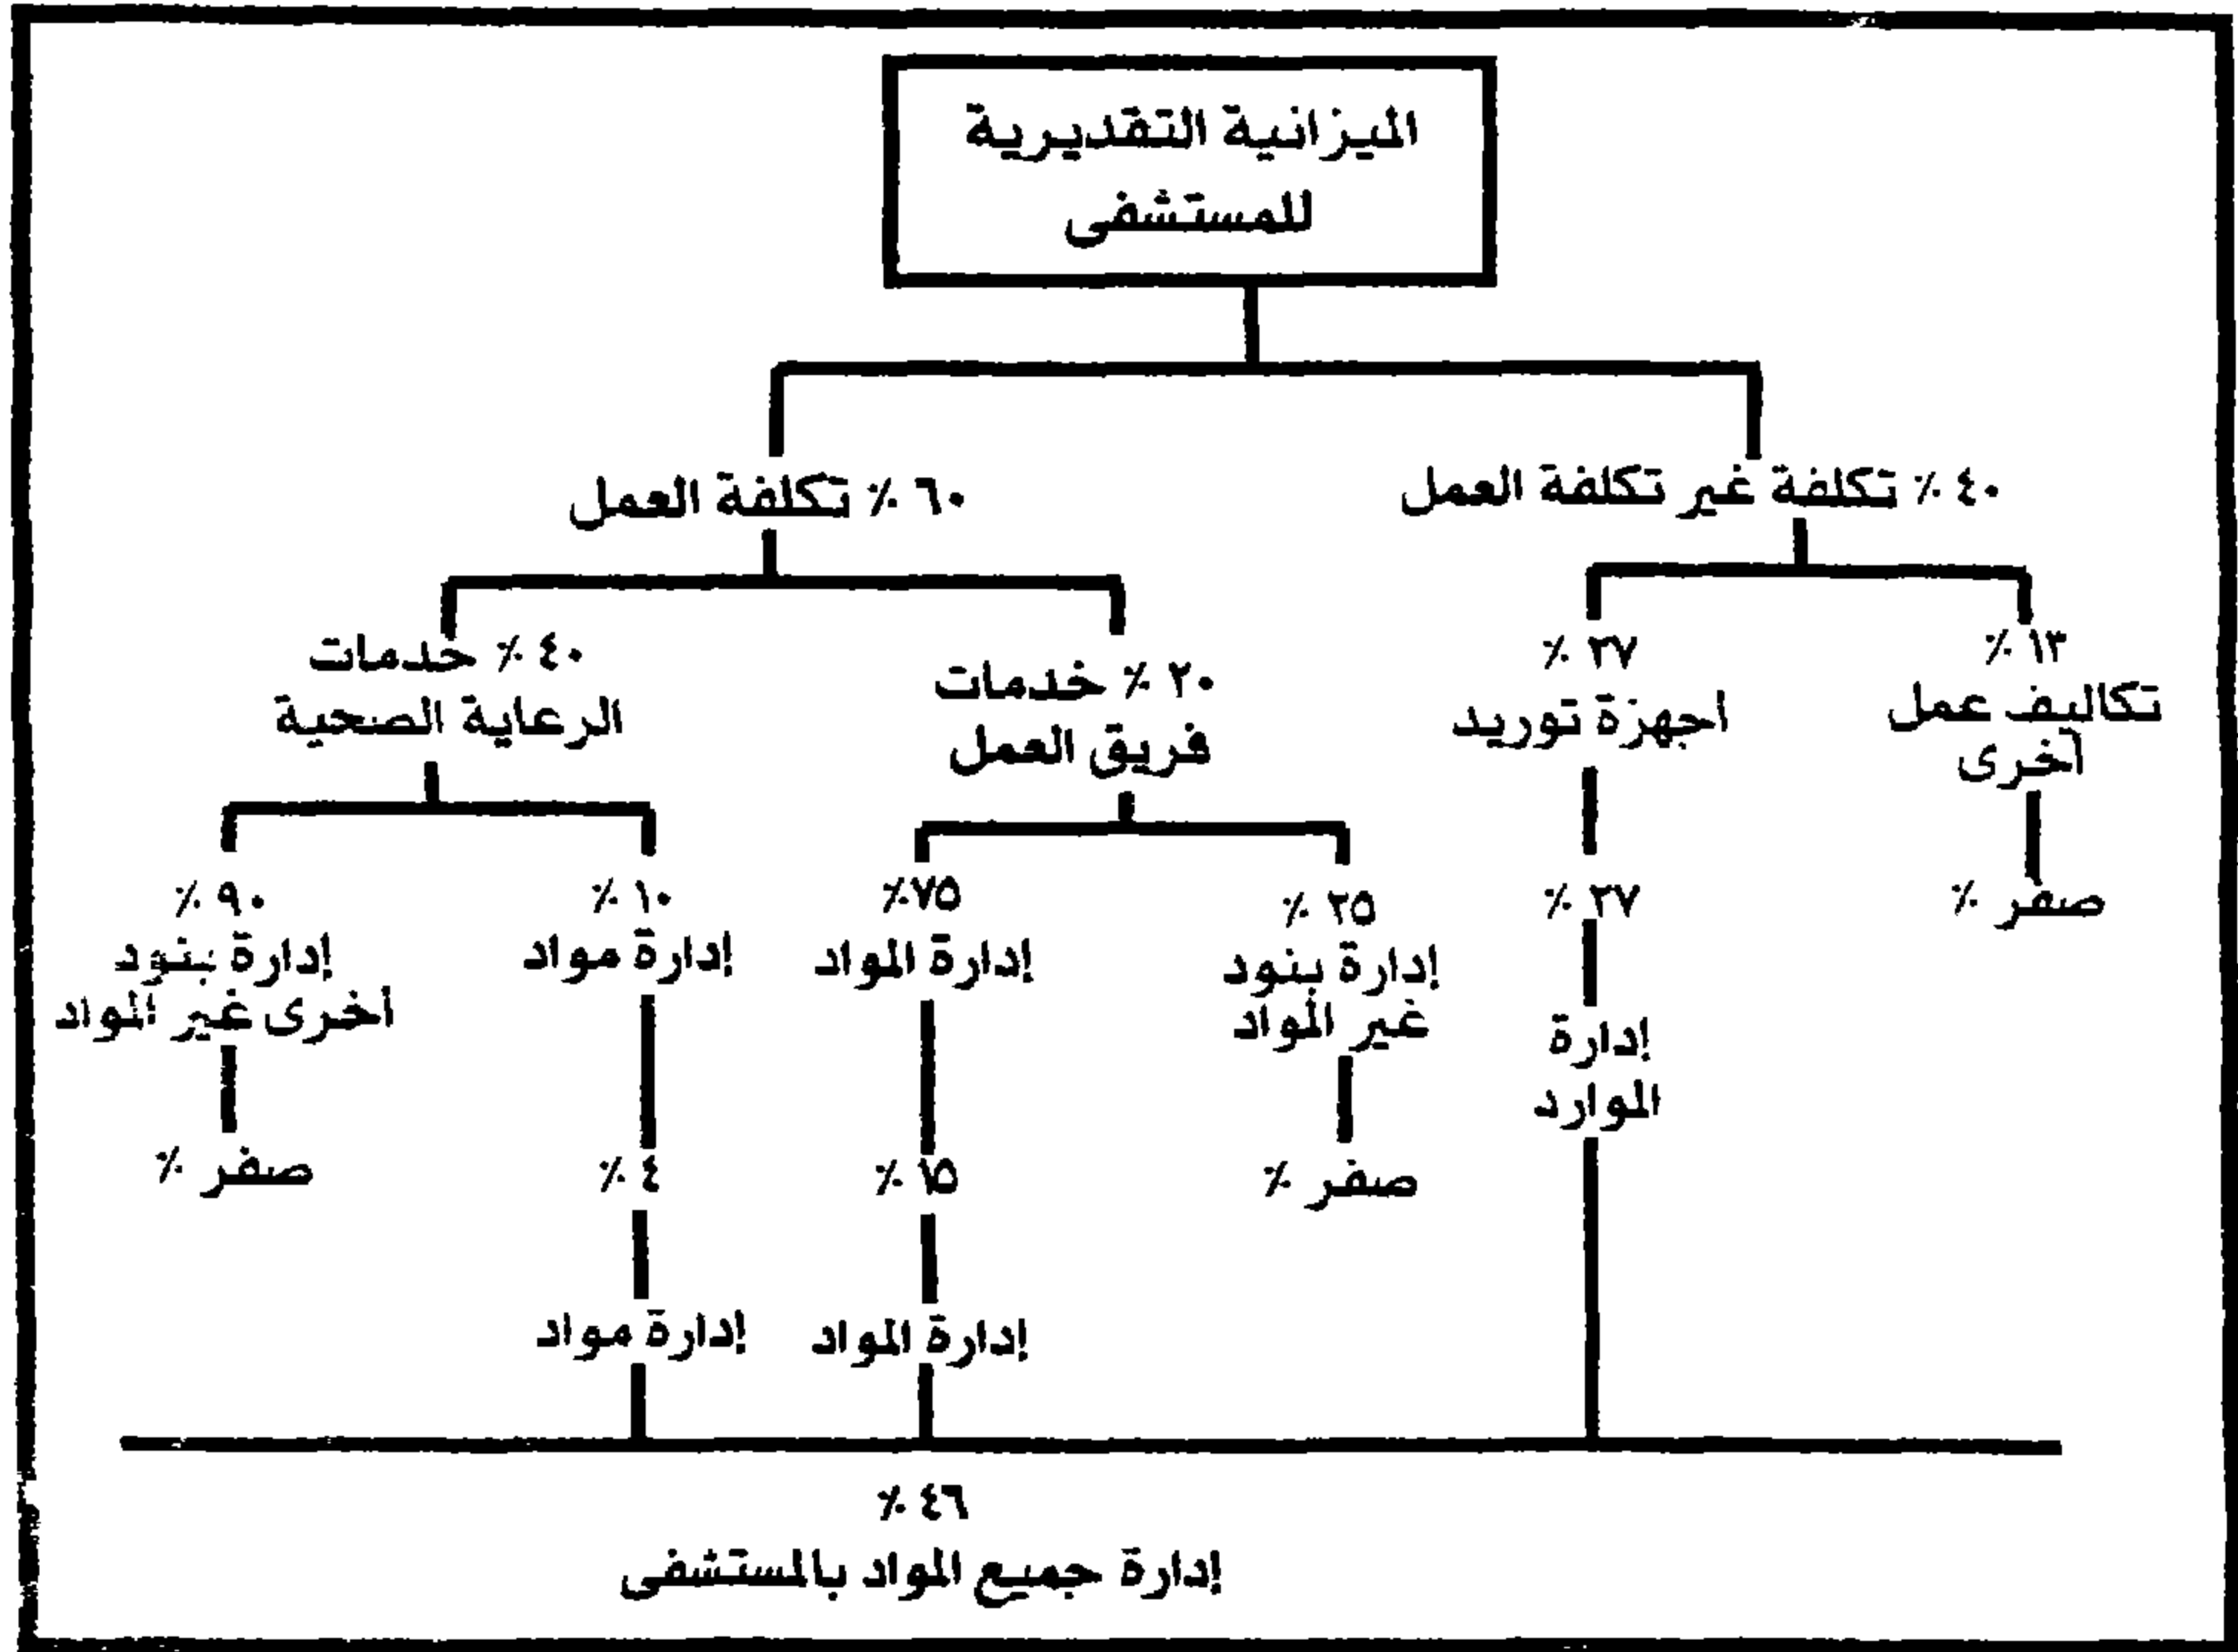 الميزانية التقديرية
للمستشفى
٤٠ ٪ تكلفة غير تكلفة العمل
٦٠ ٪ تكلفة العمل
١٣ ٪
تكاليف عمل
أخرى
٢٧ ٪
اجهزة توريد
٢٠ ٪ خدمات
فريق العمل
٤٠ ٪ خدمات
الرعاية الصحية
صفر ٪
٢٧ ٪
إدارة
الموارد
٢٥ ٪
إدارة بنود
غير المواد
صفر ٪
٧٥٪
إدارة المواد
١٥ ٪
إدارة المواد
١٠ ٪
إدارة مواد
٤ ٪
إدارة مواد
٩٠ ٪
إدارة بنود
أخرى غير المواد
صفر ٪
٤٦ ٪
إدارة جميع المواد بالمستشفى